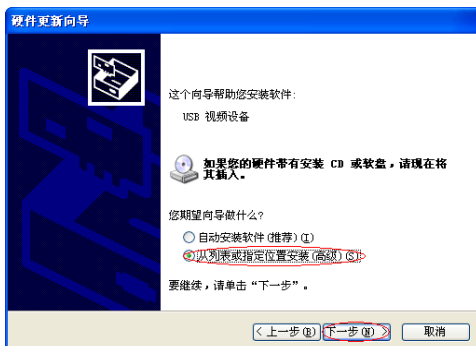 硬件更新向导
这个向导帮助您安装软件:
USB 视频设备
如果您的硬件带有安装 CD 或软盘，请现在将
其插入。
您期望向导做什么?
自动安装软件(推荐)(I)
从列表或指定位置安装(高级)(S)
要继续，请单击“下一步”。
<上一步(B) 下一步(N) > 取消